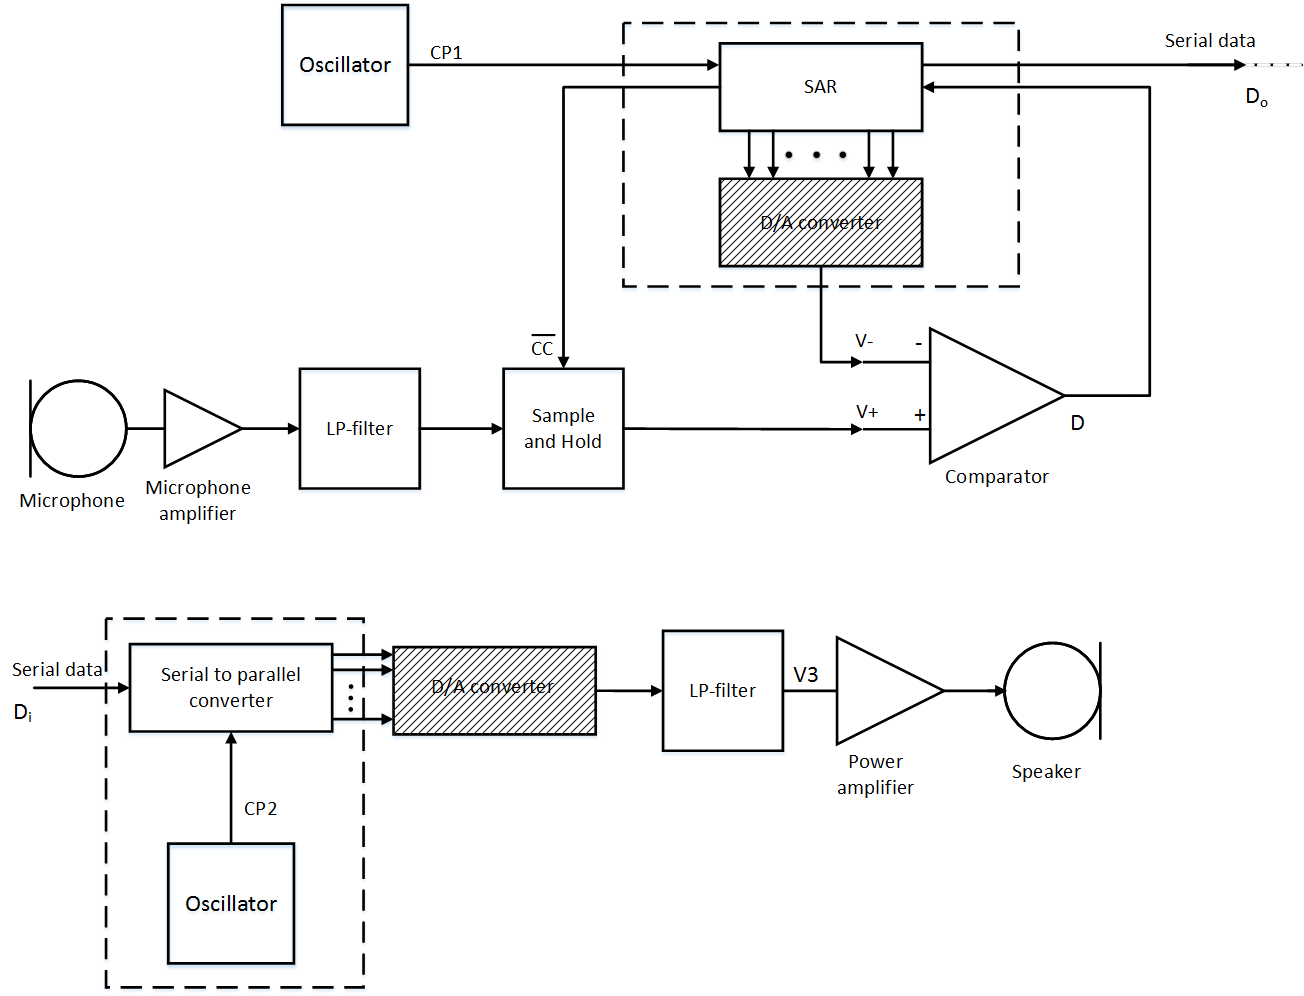 Oscillator
CP1
SAR
Serial data
Dₒ
D/A converter
CC
V-
-
V+
+
D
Comparator
LP-filter
Sample
and Hold
Microphone
Microphone
amplifier
Serial data
Dᵢ
Serial to parallel
converter
D/A converter
LP-filter
V3
Power
amplifier
Speaker
CP2
Oscillator